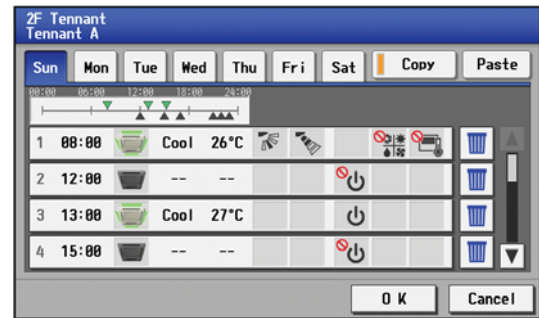 2F Tennant
Tennant A
Sun Mon Tue Wed Thu Fri Sat Copy Paste
00:00 06:00 12:00 18:00 24:00
1 08:00 Cool 26°C
2 12:00 -- --
3 13:00 Cool 27°C
4 15:00 -- --
OK Cancel